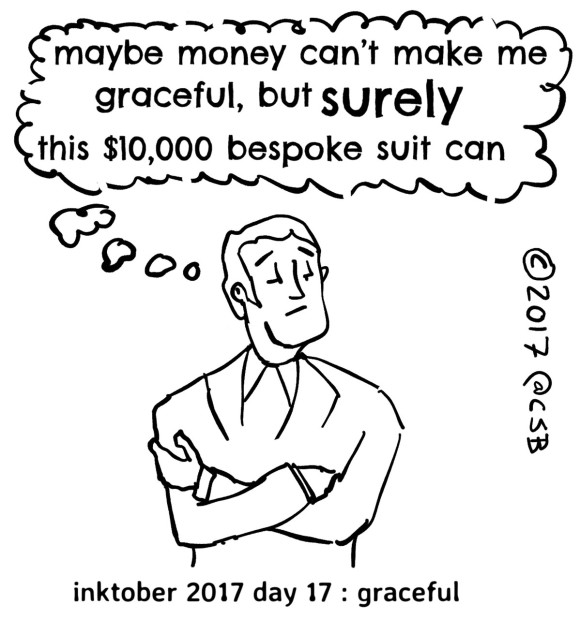 maybe money can't make me
graceful, but surely
this $10,000 bespoke suit can
©2017 @CSB
inktober 2017 day 17 : graceful